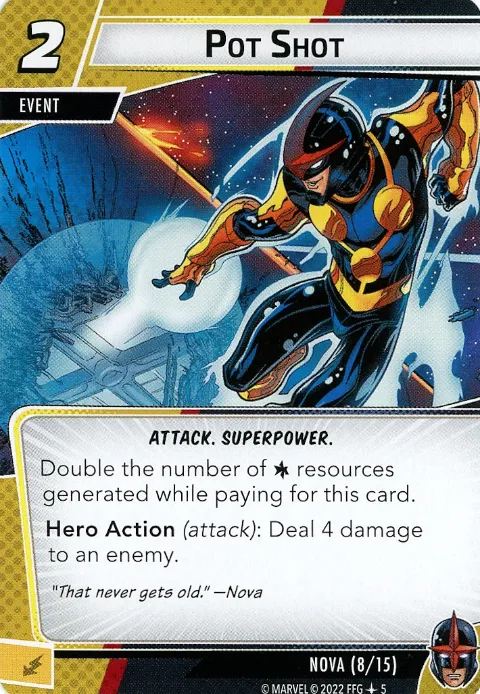 2
POT SHOT
EVENT
ATTACK. SUPERPOWER.
Double the number of resources
generated while paying for this card.
Hero Action (attack): Deal 4 damage
to an enemy.
"That never gets old." —Nova
NOVA (8/15)
© MARVEL © 2022 FFG 5